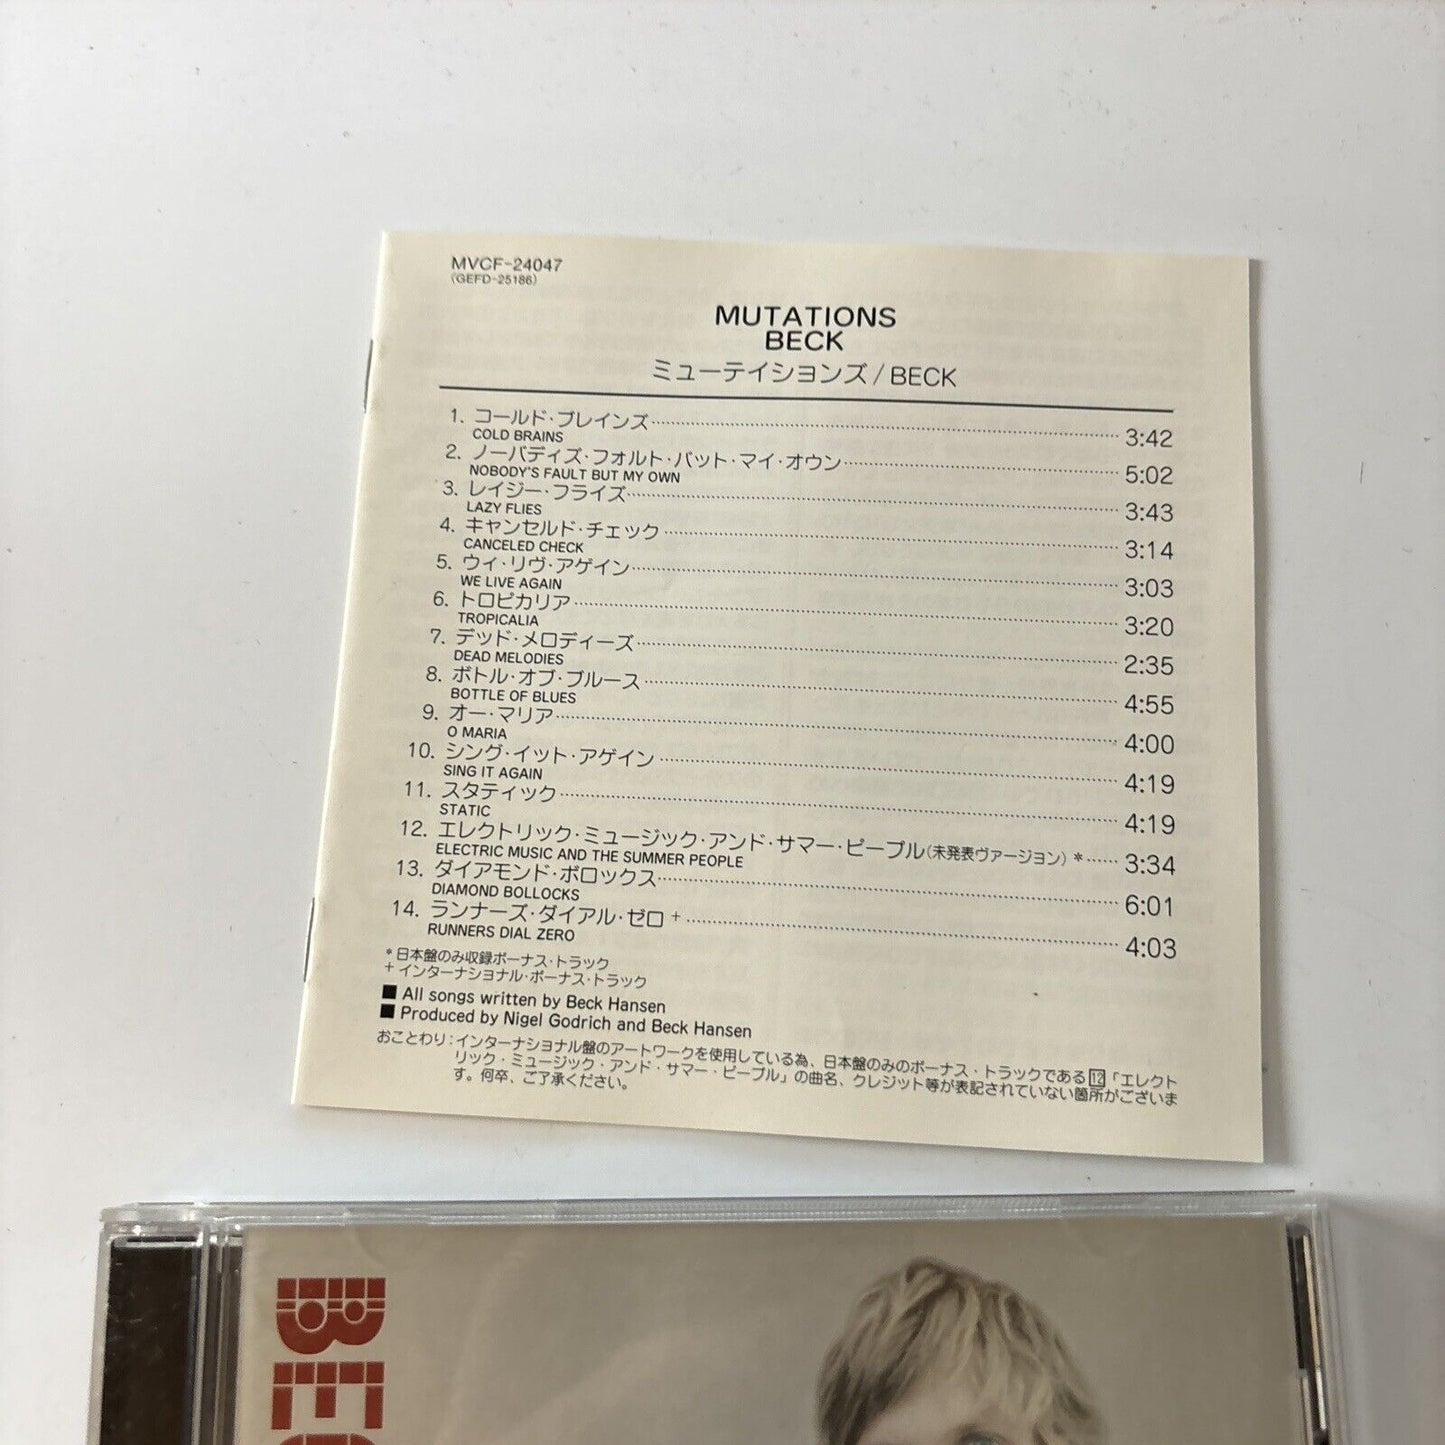 MVCF-24047
(GEFD-25186)
MUTATIONS
BECK
ミューテイションズ/BECK
1. コールド・ブレインズ 3:42
COLD BRAINS
2. ノーバディズ・フォルト・バット・マイ・オウン 5:02
NOBODY'S FAULT BUT MY OWN
3. レイジー・フライズ 3:43
LAZY FLIES
4. キャンセルド・チェック 3:14
CANCELED CHECK
5. ウィ・リヴ・アゲイン 3:03
WE LIVE AGAIN
6. トロピカリア 3:20
TROPICALIA
7. デッド・メロディーズ 2:35
DEAD MELODIES
8. ボトル・オブ・ブルース 4:55
BOTTLE OF BLUES
9. オー・マリア 4:00
O MARIA
10. シング・イット・アゲイン 4:19
SING IT AGAIN
11. スタティック 4:19
STATIC
12. エレクトリック・ミュージック・アンド・サマー・ピープル(未発表ヴァージョン) * 3:34
ELECTRIC MUSIC AND THE SUMMER PEOPLE
13. ダイアモンド・ボロックス 6:01
DIAMOND BOLLOCKS
14. ランナーズ・ダイアル・ゼロ + 4:03
RUNNERS DIAL ZERO
* 日本盤のみ収録ボーナス・トラック
+ インターナショナル・ボーナス・トラック
■ All songs written by Beck Hansen
■ Produced by Nigel Godrich and Beck Hansen
おことわり:インターナショナル盤のアートワークを使用している為、日本盤のみのボーナス・トラックである12「エレクト
リック・ミュージック・アンド・サマー・ピープル」の曲名、クレジット等が表記されていない箇所がございま
す。何卒、ご了承ください。